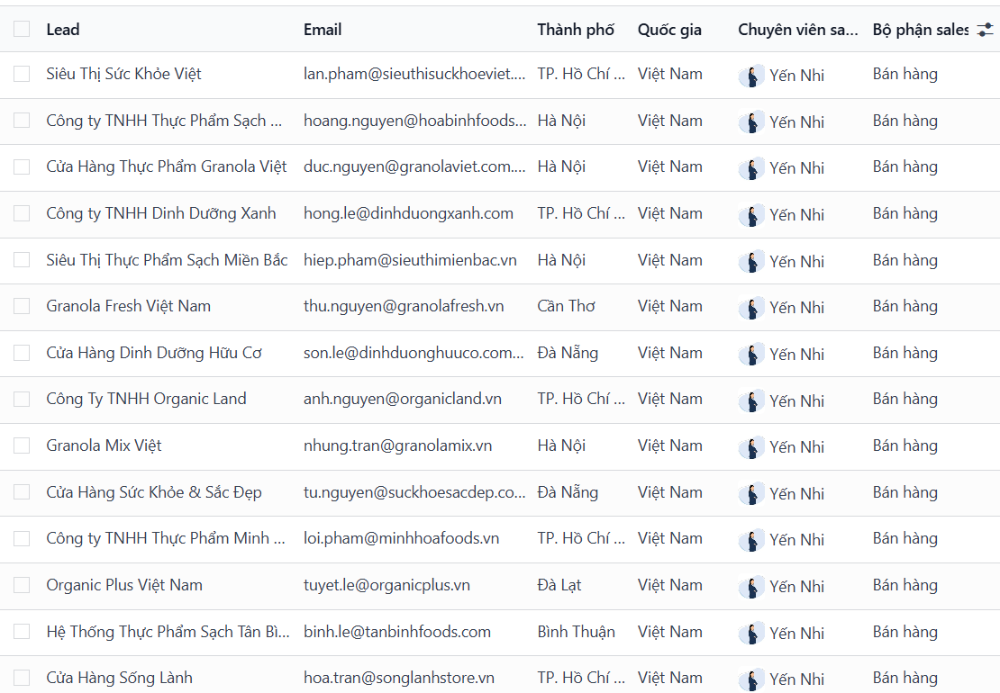 Lead Email Thành phố Quốc gia Chuyên viên sa... Bộ phận sales
Siêu Thị Sức Khỏe Việt lan.pham@sieuthisuckhoeviet.... TP. Hồ Chí ... Việt Nam Yến Nhi Bán hàng
Công ty TNHH Thực Phẩm Sạch ... hoang.nguyen@hoabinhfoods... Hà Nội Việt Nam Yến Nhi Bán hàng
Cửa Hàng Thực Phẩm Granola Việt duc.nguyen@granolaviet.com.... Hà Nội Việt Nam Yến Nhi Bán hàng
Công ty TNHH Dinh Dưỡng Xanh hong.le@dinhduongxanh.com TP. Hồ Chí ... Việt Nam Yến Nhi Bán hàng
Siêu Thị Thực Phẩm Sạch Miền Bắc hiep.pham@sieuthimienbac.vn Hà Nội Việt Nam Yến Nhi Bán hàng
Granola Fresh Việt Nam thu.nguyen@granolafresh.vn Cần Thơ Việt Nam Yến Nhi Bán hàng
Cửa Hàng Dinh Dưỡng Hữu Cơ son.le@dinhduonghuuco.com... Đà Nẵng Việt Nam Yến Nhi Bán hàng
Công Ty TNHH Organic Land anh.nguyen@organicland.vn TP. Hồ Chí ... Việt Nam Yến Nhi Bán hàng
Granola Mix Việt nhung.tran@granolamix.vn Hà Nội Việt Nam Yến Nhi Bán hàng
Cửa Hàng Sức Khỏe & Sắc Đẹp tu.nguyen@suckhoesacdep.co... Đà Nẵng Việt Nam Yến Nhi Bán hàng
Công ty TNHH Thực Phẩm Minh ... loi.pham@minhhoafoods.vn TP. Hồ Chí ... Việt Nam Yến Nhi Bán hàng
Organic Plus Việt Nam tuyet.le@organicplus.vn Đà Lạt Việt Nam Yến Nhi Bán hàng
Hệ Thống Thực Phẩm Sạch Tân Bì... binh.le@tanbinhfoods.com Bình Thuận Việt Nam Yến Nhi Bán hàng
Cửa Hàng Sống Lành hoa.tran@songlanhstore.vn TP. Hồ Chí ... Việt Nam Yến Nhi Bán hàng